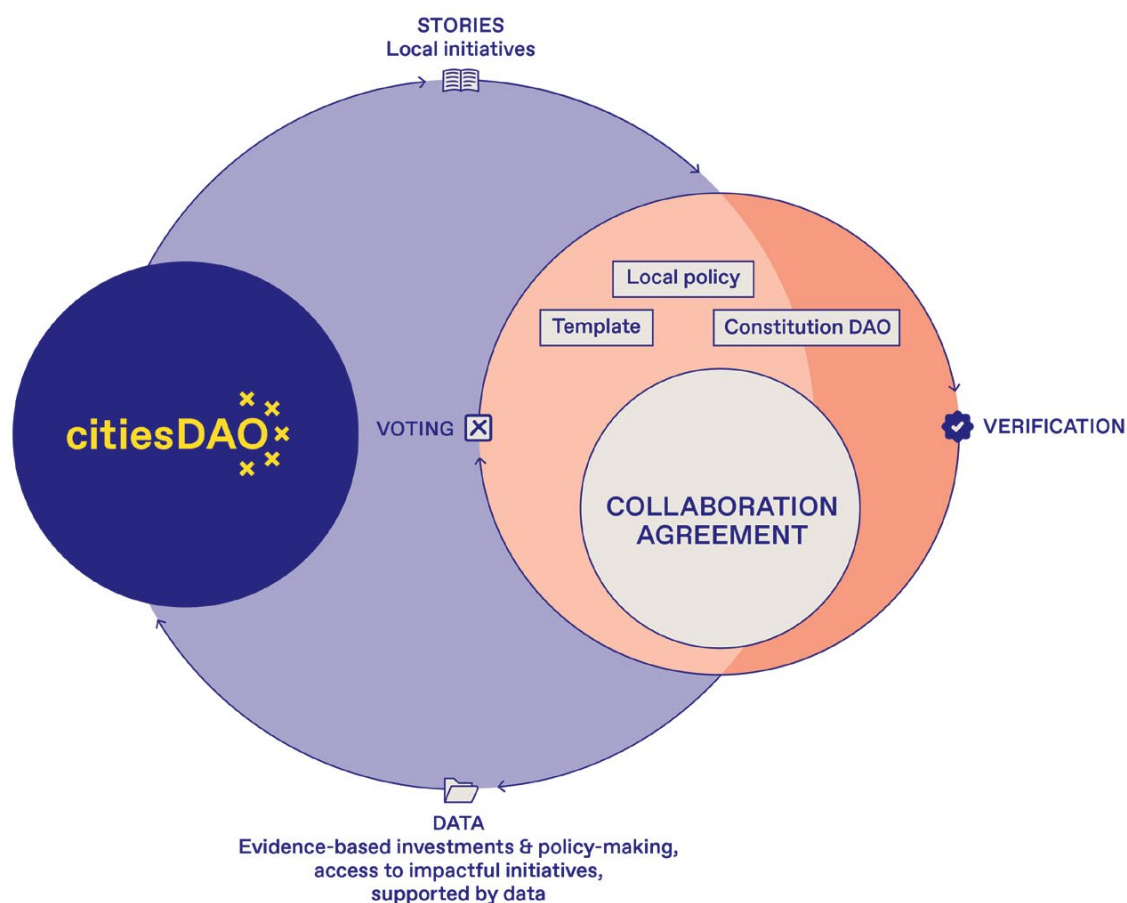 STORIES
Local initiatives
Local policy
Template
Constitution DAO
citiesDAO
VOTING
VERIFICATION
COLLABORATION
AGREEMENT
DATA
Evidence-based investments & policy-making,
access to impactful initiatives,
supported by data